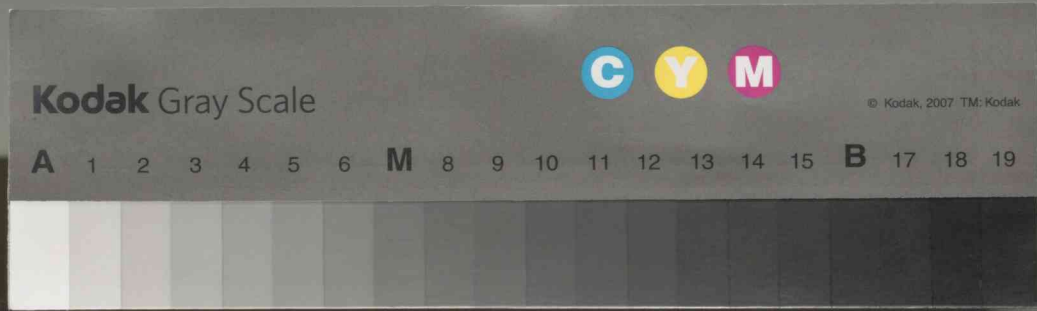 C Y M
Kodak Gray Scale
© Kodak, 2007 TM: Kodak
A 1 2 3 4 5 6 M 8 9 10 11 12 13 14 15 B 17 18 19